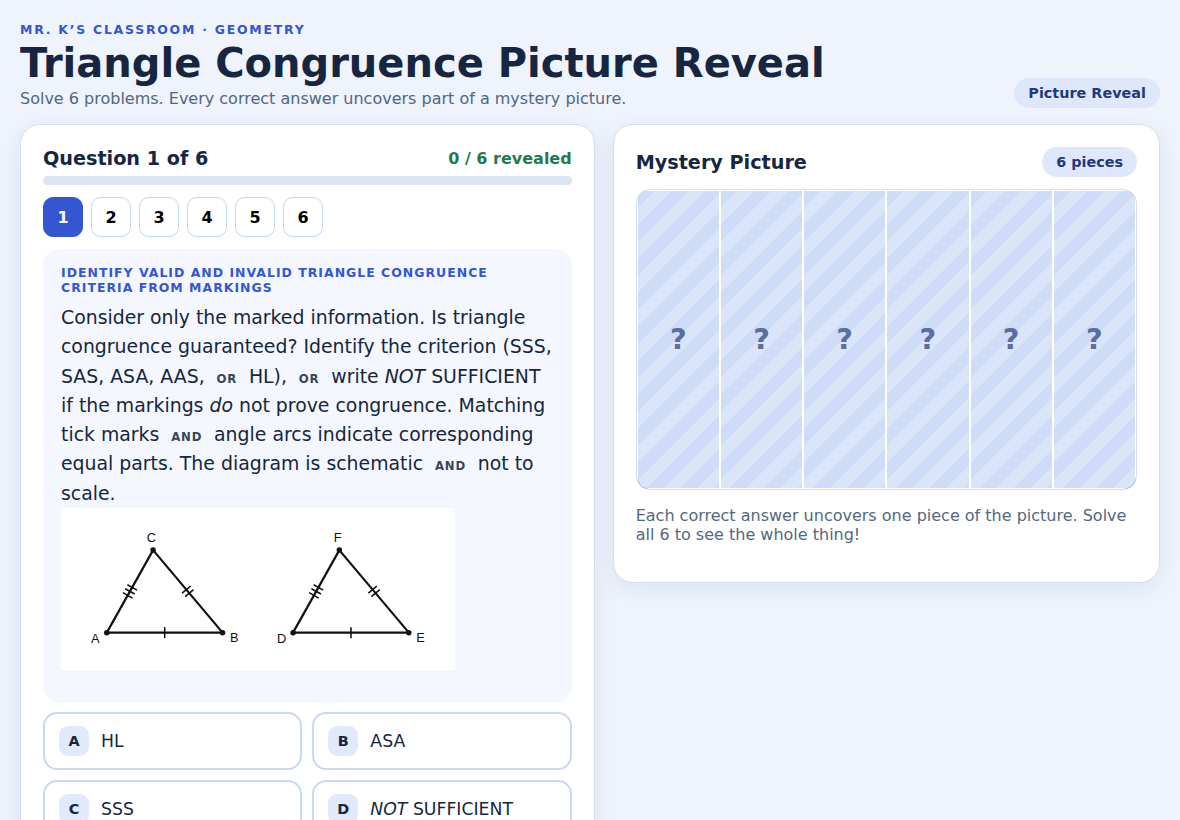 MR. K’S CLASSROOM · GEOMETRY
Triangle Congruence Picture Reveal
Solve 6 problems. Every correct answer uncovers part of a mystery picture.
Picture Reveal
Question 1 of 6
0 / 6 revealed
1 2 3 4 5 6
IDENTIFY VALID AND INVALID TRIANGLE CONGRUENCE
CRITERIA FROM MARKINGS
Consider only the marked information. Is triangle
congruence guaranteed? Identify the criterion (SSS,
SAS, ASA, AAS, OR HL), OR write NOT SUFFICIENT
if the markings do not prove congruence. Matching
tick marks AND angle arcs indicate corresponding
equal parts. The diagram is schematic AND not to
scale.
C F
A B D E
A HL
B ASA
C SSS
D NOT SUFFICIENT
Mystery Picture
6 pieces
? ? ? ? ? ?
Each correct answer uncovers one piece of the picture. Solve
all 6 to see the whole thing!